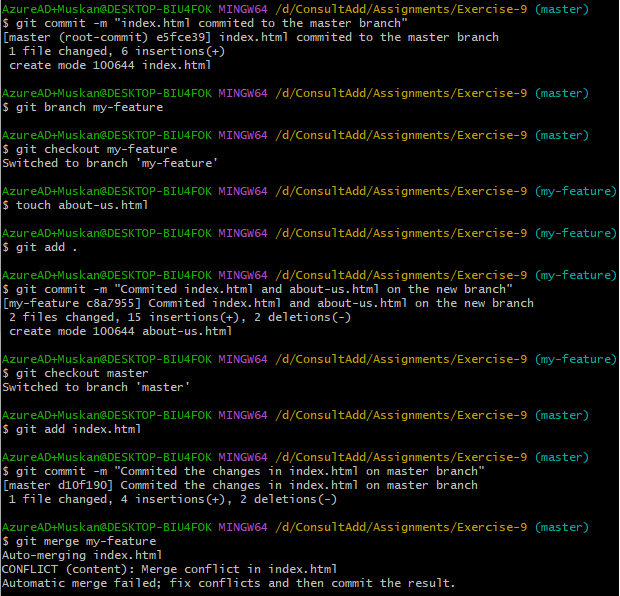 AzureAD+Muskan@DESKTOP-BIU4FOK MINGW64 /d/ConsultAdd/Assignments/Exercise-9 (master)
$ git commit -m "index.html commited to the master branch"
[master (root-commit) e5fce39] index.html commited to the master branch
 1 file changed, 6 insertions(+)
 create mode 100644 index.html

AzureAD+Muskan@DESKTOP-BIU4FOK MINGW64 /d/ConsultAdd/Assignments/Exercise-9 (master)
$ git branch my-feature

AzureAD+Muskan@DESKTOP-BIU4FOK MINGW64 /d/ConsultAdd/Assignments/Exercise-9 (master)
$ git checkout my-feature
Switched to branch 'my-feature'

AzureAD+Muskan@DESKTOP-BIU4FOK MINGW64 /d/ConsultAdd/Assignments/Exercise-9 (my-feature)
$ touch about-us.html

AzureAD+Muskan@DESKTOP-BIU4FOK MINGW64 /d/ConsultAdd/Assignments/Exercise-9 (my-feature)
$ git add .

AzureAD+Muskan@DESKTOP-BIU4FOK MINGW64 /d/ConsultAdd/Assignments/Exercise-9 (my-feature)
$ git commit -m "Commited index.html and about-us.html on the new branch"
[my-feature c8a7955] Commited index.html and about-us.html on the new branch
 2 files changed, 15 insertions(+), 2 deletions(-)
 create mode 100644 about-us.html

AzureAD+Muskan@DESKTOP-BIU4FOK MINGW64 /d/ConsultAdd/Assignments/Exercise-9 (my-feature)
$ git checkout master
Switched to branch 'master'

AzureAD+Muskan@DESKTOP-BIU4FOK MINGW64 /d/ConsultAdd/Assignments/Exercise-9 (master)
$ git add index.html

AzureAD+Muskan@DESKTOP-BIU4FOK MINGW64 /d/ConsultAdd/Assignments/Exercise-9 (master)
$ git commit -m "Commited the changes in index.html on master branch"
[master d10f190] Commited the changes in index.html on master branch
 1 file changed, 4 insertions(+), 2 deletions(-)

AzureAD+Muskan@DESKTOP-BIU4FOK MINGW64 /d/ConsultAdd/Assignments/Exercise-9 (master)
$ git merge my-feature
Auto-merging index.html
CONFLICT (content): Merge conflict in index.html
Automatic merge failed; fix conflicts and then commit the result.